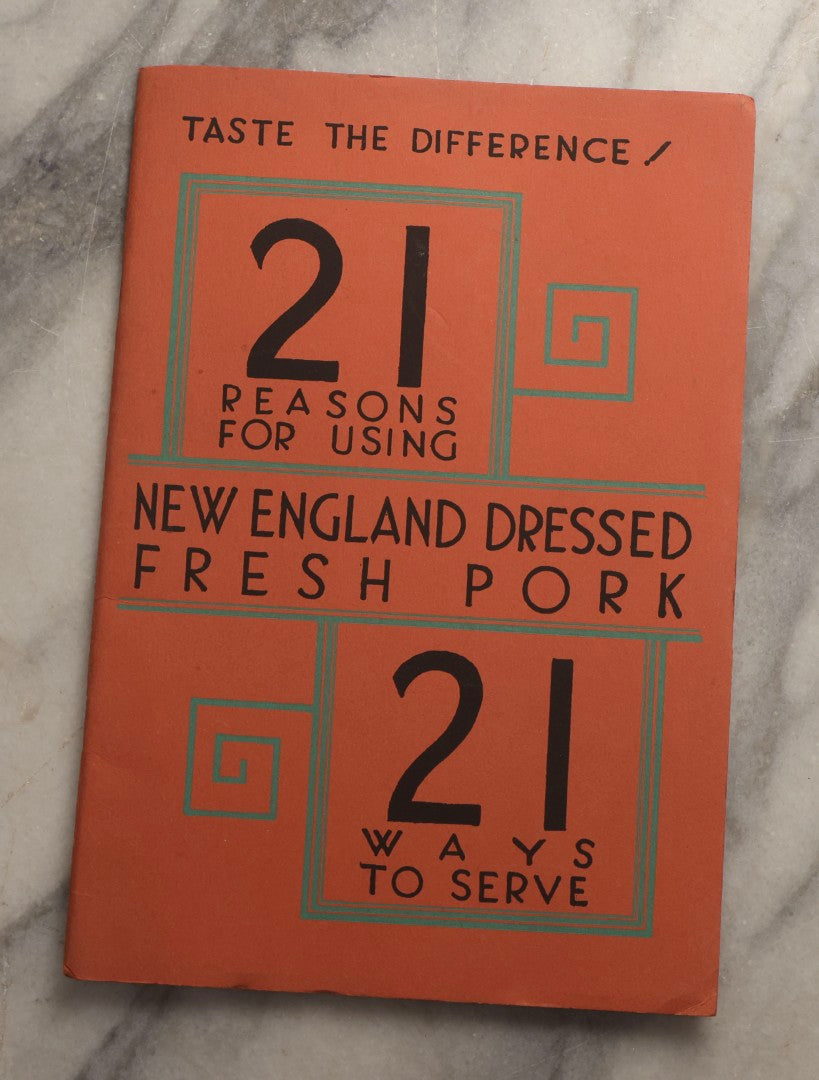 TASTE THE DIFFERENCE!
21
REASONS
FOR USING
NEW ENGLAND DRESSED
FRESH PORK
21
WAYS
TO SERVE